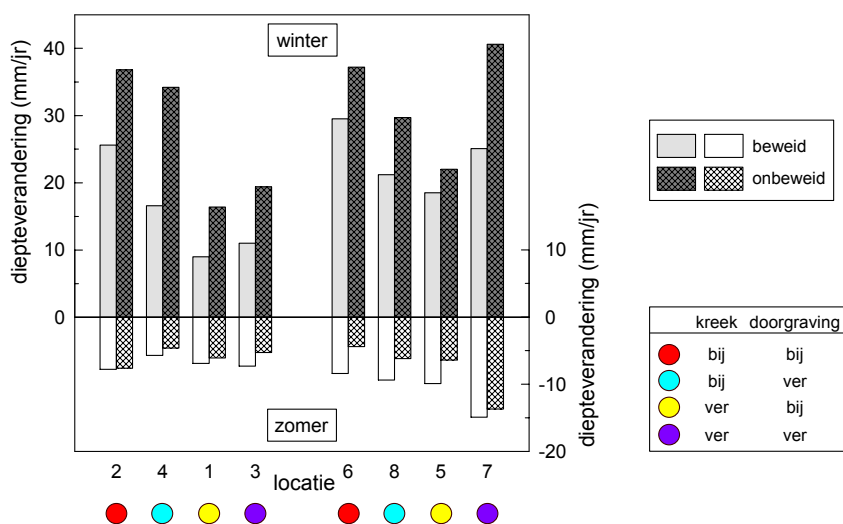 winter
diepteverandering (mm/jr)
40
30
20
10
0
zomer
diepteverandering (mm/jr)
10
0
-10
-20
2 4 1 3 6 8 5 7
locatie
beweid
onbeweid
kreek doorgraving
bij bij
bij ver
ver bij
ver ver